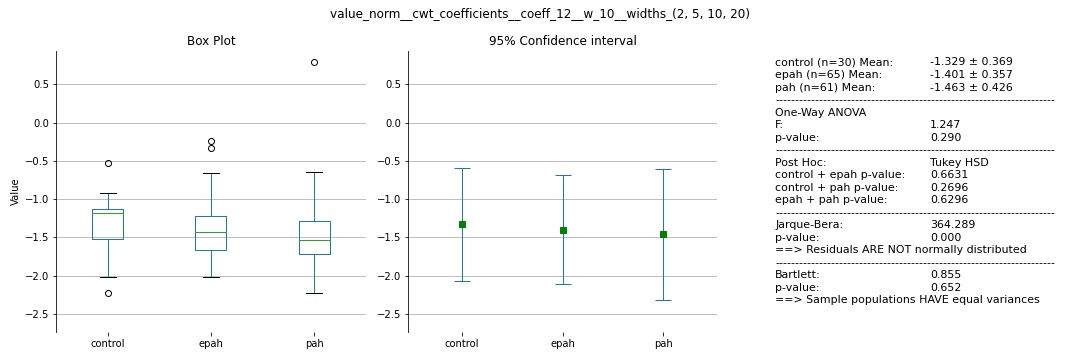 value_norm__cwt_coefficients__coeff_12__w_10__widths_(2, 5, 10, 20)
Box Plot
Value
0.5
0.0
−0.5
−1.0
−1.5
−2.0
−2.5
control epah pah
95% Confidence interval
0.5
0.0
−0.5
−1.0
−1.5
−2.0
−2.5
control epah pah
control (n=30) Mean: -1.329 ± 0.369
epah (n=65) Mean: -1.401 ± 0.357
pah (n=61) Mean: -1.463 ± 0.426
One-Way ANOVA
F: 1.247
p-value: 0.290
Post Hoc: Tukey HSD
control + epah p-value: 0.6631
control + pah p-value: 0.2696
epah + pah p-value: 0.6296
Jarque-Bera: 364.289
p-value: 0.000
==> Residuals ARE NOT normally distributed
Bartlett: 0.855
p-value: 0.652
==> Sample populations HAVE equal variances